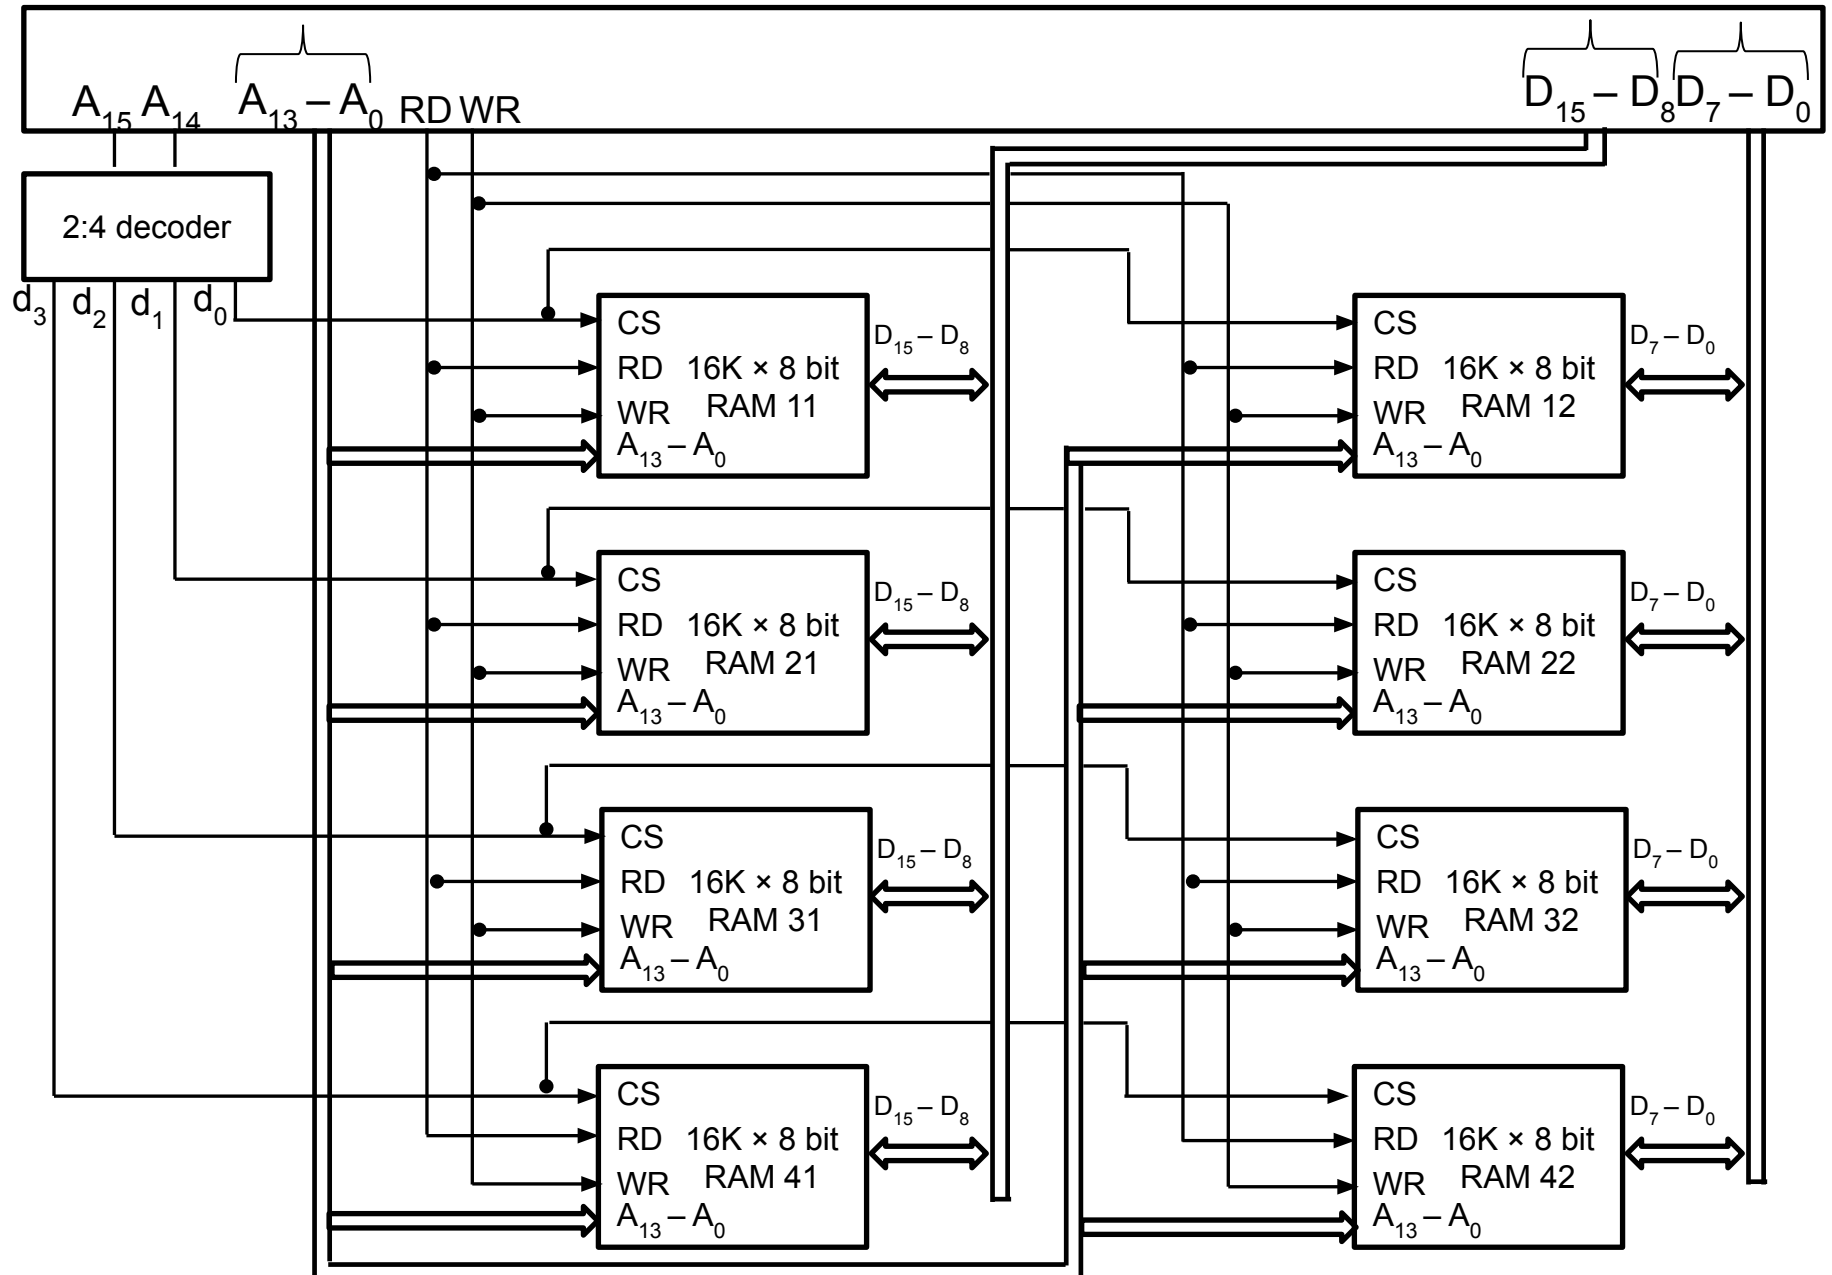 A15 A14 A13 – A0 RD WR D15 – D8 D7 – D0
2:4 decoder
d3 d2 d1 d0
CS
RD 16K × 8 bit
RAM 11
WR
A13 – A0
D15 – D8
CS
RD 16K × 8 bit
RAM 12
WR
A13 – A0
D7 – D0
CS
RD 16K × 8 bit
RAM 21
WR
A13 – A0
D15 – D8
CS
RD 16K × 8 bit
RAM 22
WR
A13 – A0
D7 – D0
CS
RD 16K × 8 bit
RAM 31
WR
A13 – A0
D15 – D8
CS
RD 16K × 8 bit
RAM 32
WR
A13 – A0
D7 – D0
CS
RD 16K × 8 bit
RAM 41
WR
A13 – A0
D15 – D8
CS
RD 16K × 8 bit
RAM 42
WR
A13 – A0
D7 – D0